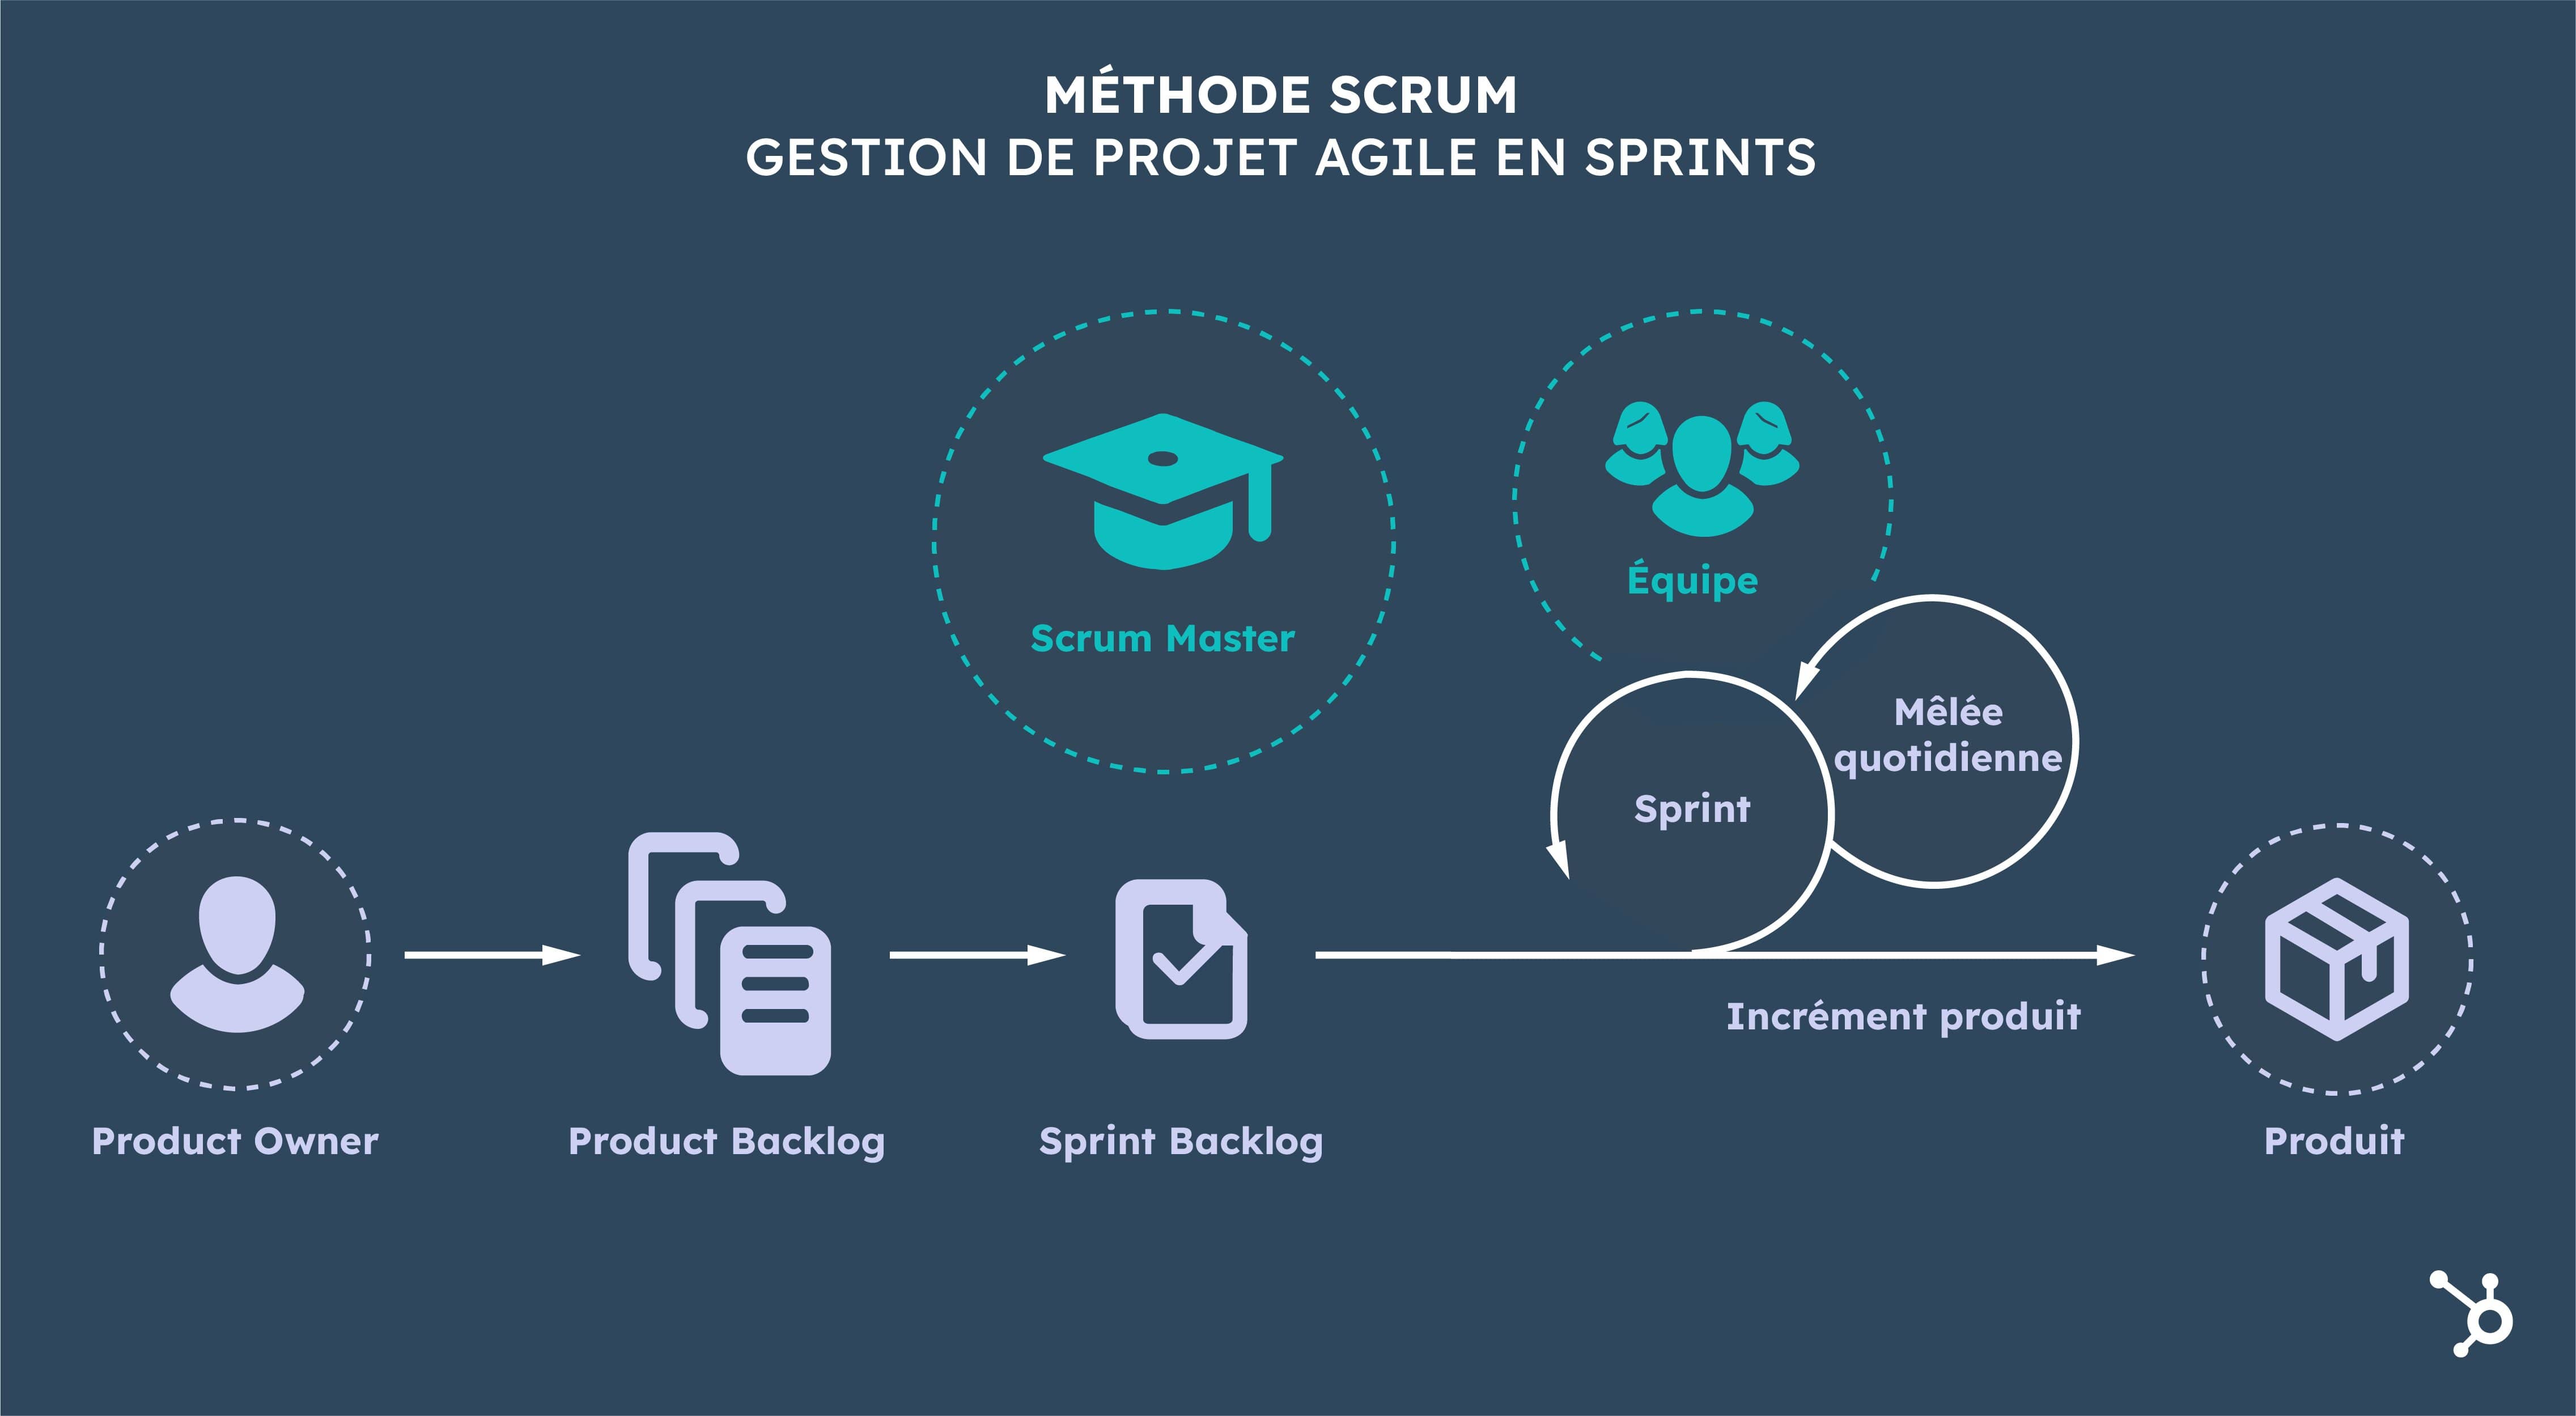 MÉTHODE SCRUM
GESTION DE PROJET AGILE EN SPRINTS
Scrum Master
Équipe
Mêlée
quotidienne
Sprint
Incrément produit
Product Owner
Product Backlog
Sprint Backlog
Produit